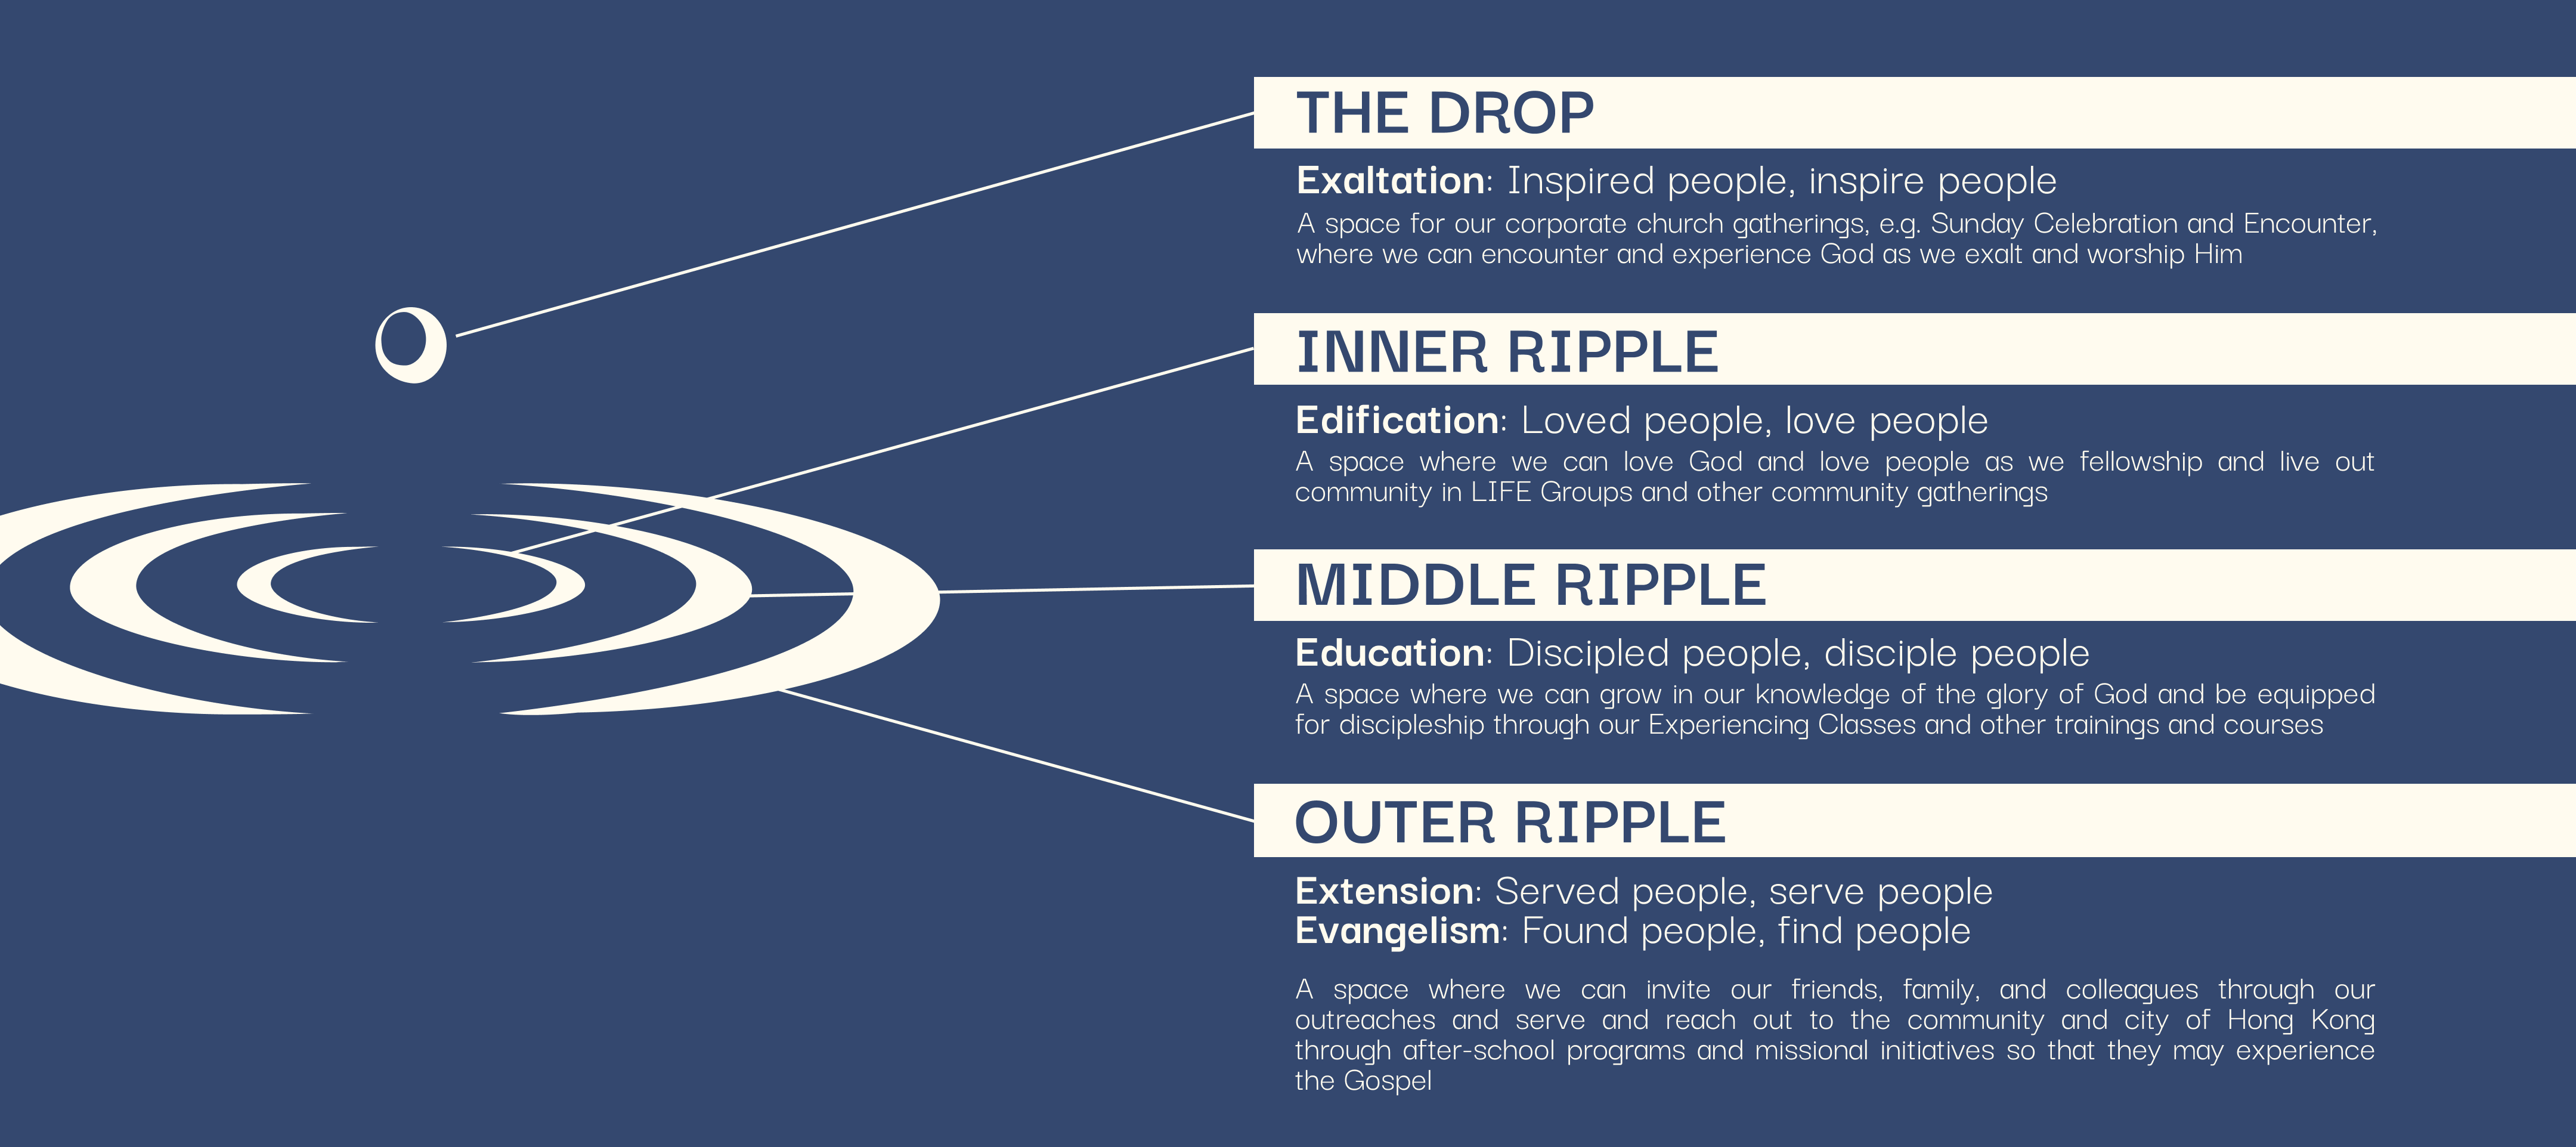 THE DROP
Exaltation: Inspired people, inspire people
A space for our corporate church gatherings, e.g. Sunday Celebration and Encounter,
where we can encounter and experience God as we exalt and worship Him
INNER RIPPLE
Edification: Loved people, love people
A space where we can love God and love people as we fellowship and live out
community in LIFE Groups and other community gatherings
MIDDLE RIPPLE
Education: Discipled people, disciple people
A space where we can grow in our knowledge of the glory of God and be equipped
for discipleship through our Experiencing Classes and other trainings and courses
OUTER RIPPLE
Extension: Served people, serve people
Evangelism: Found people, find people
A space where we can invite our friends, family, and colleagues through our
outreaches and serve and reach out to the community and city of Hong Kong
through after-school programs and missional initiatives so that they may experience
the Gospel